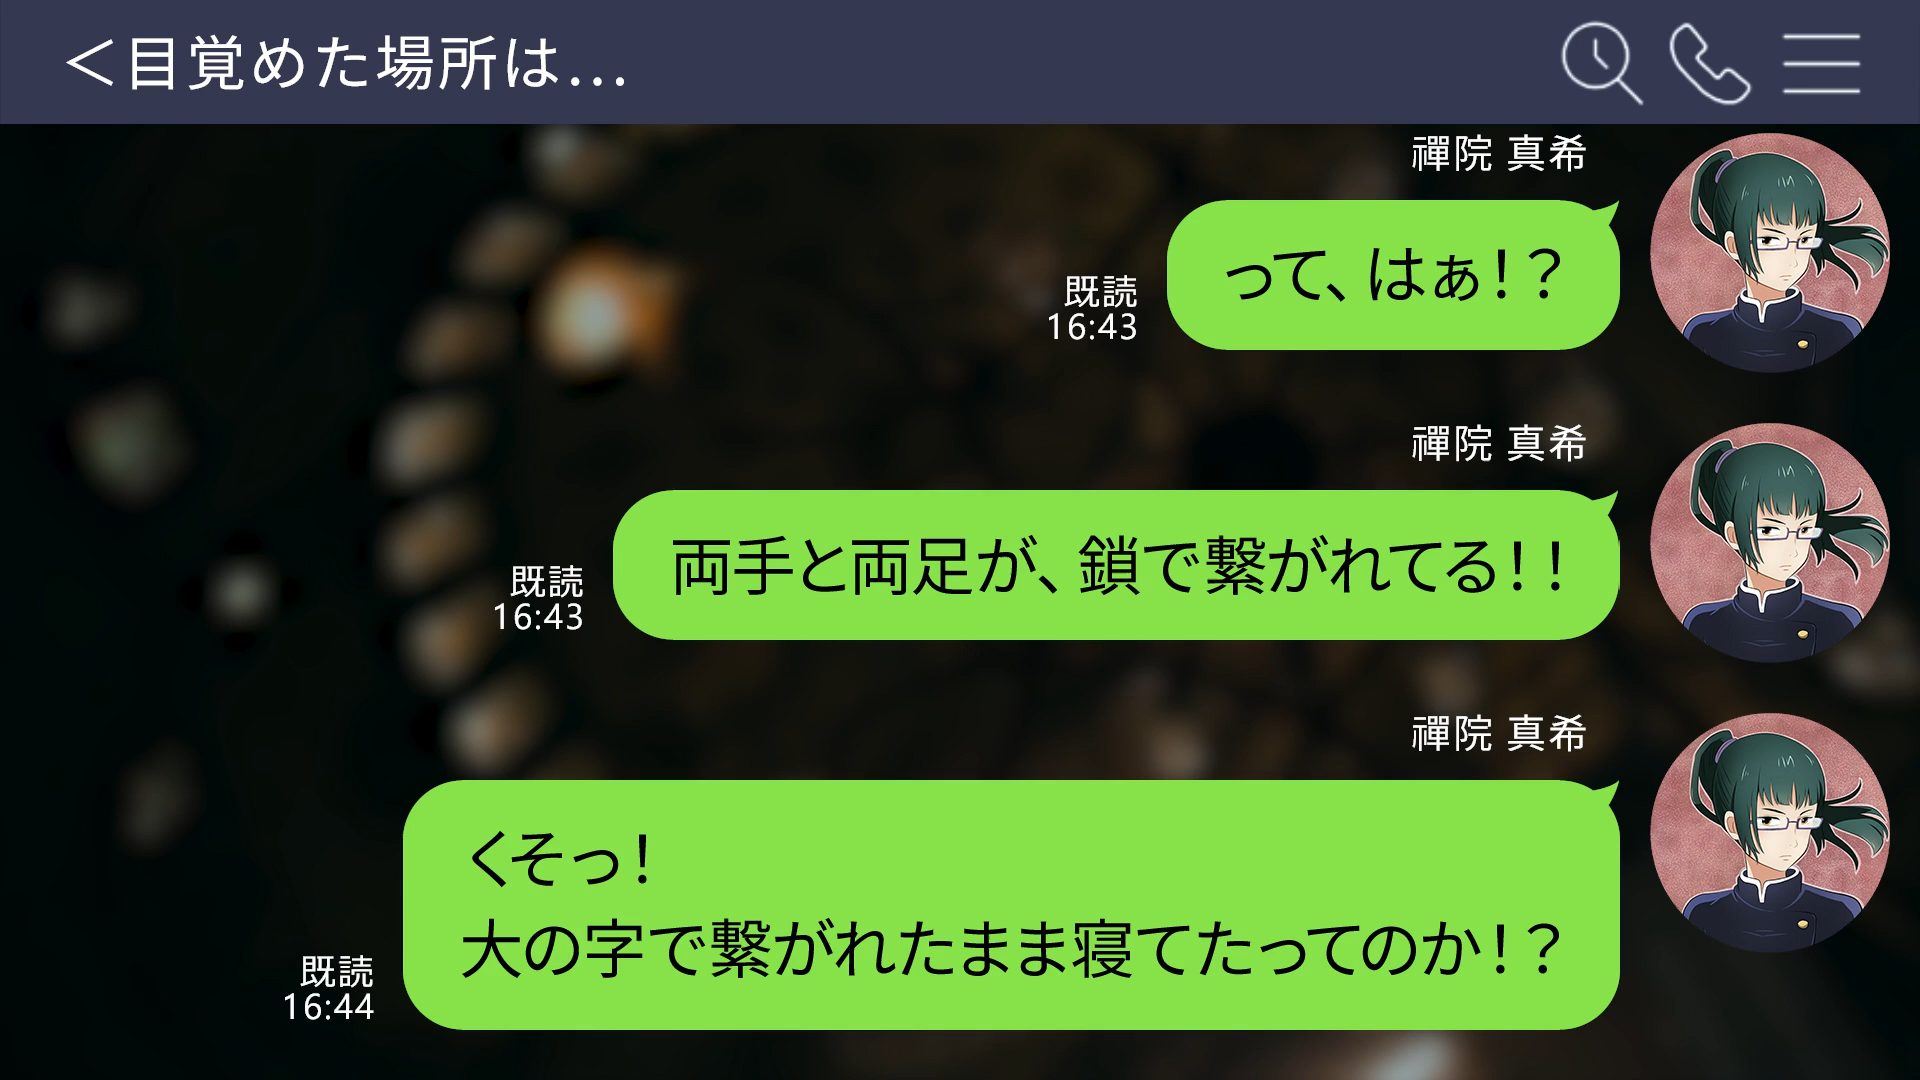 ＜目覚めた場所は…
禪院 真希
って、はぁ！？
既読
16:43
禪院 真希
両手と両足が、鎖で繋がれてる！！
既読
16:43
禪院 真希
くそっ！
大の字で繋がれたまま寝てたってのか！？
既読
16:44